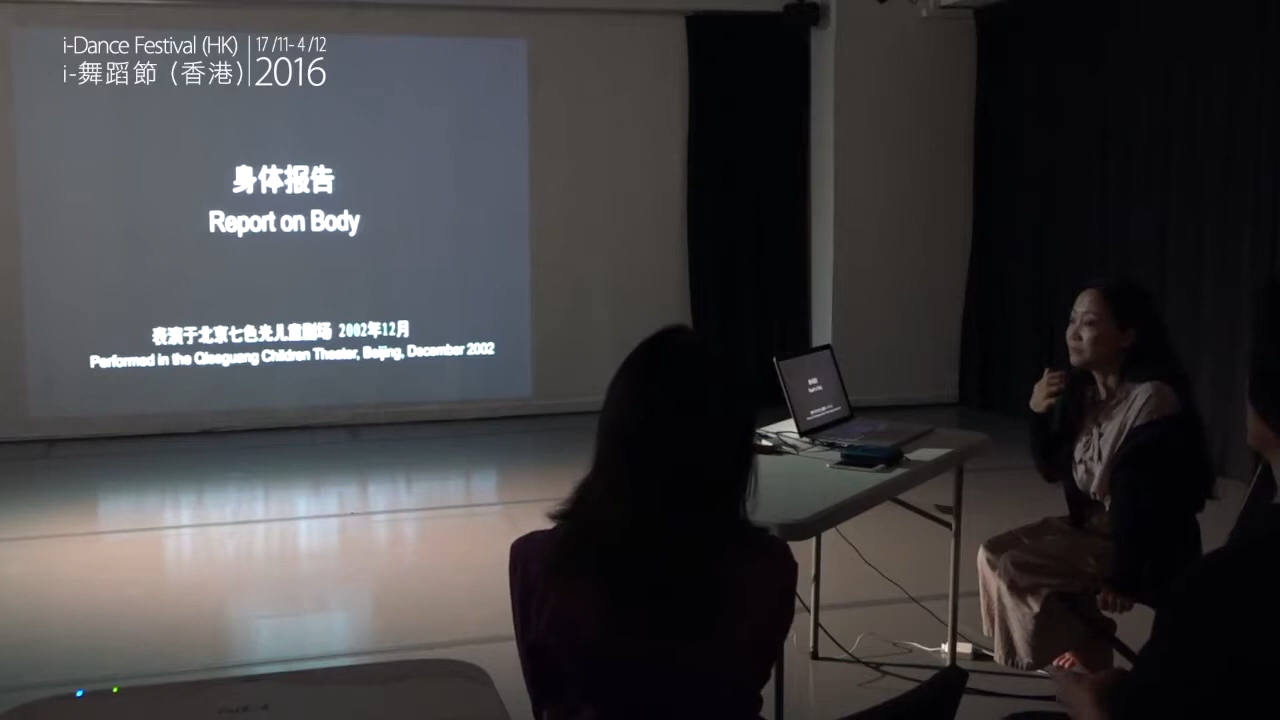 i-Dance Festival (HK)
i-舞蹈節 (香港)
17/11-4/12
2016
身体报告
Report on Body
表演于北京七色光儿童剧场 2002年12月
Performed in the Qiseguang Children Theater, Beijing, December 2002